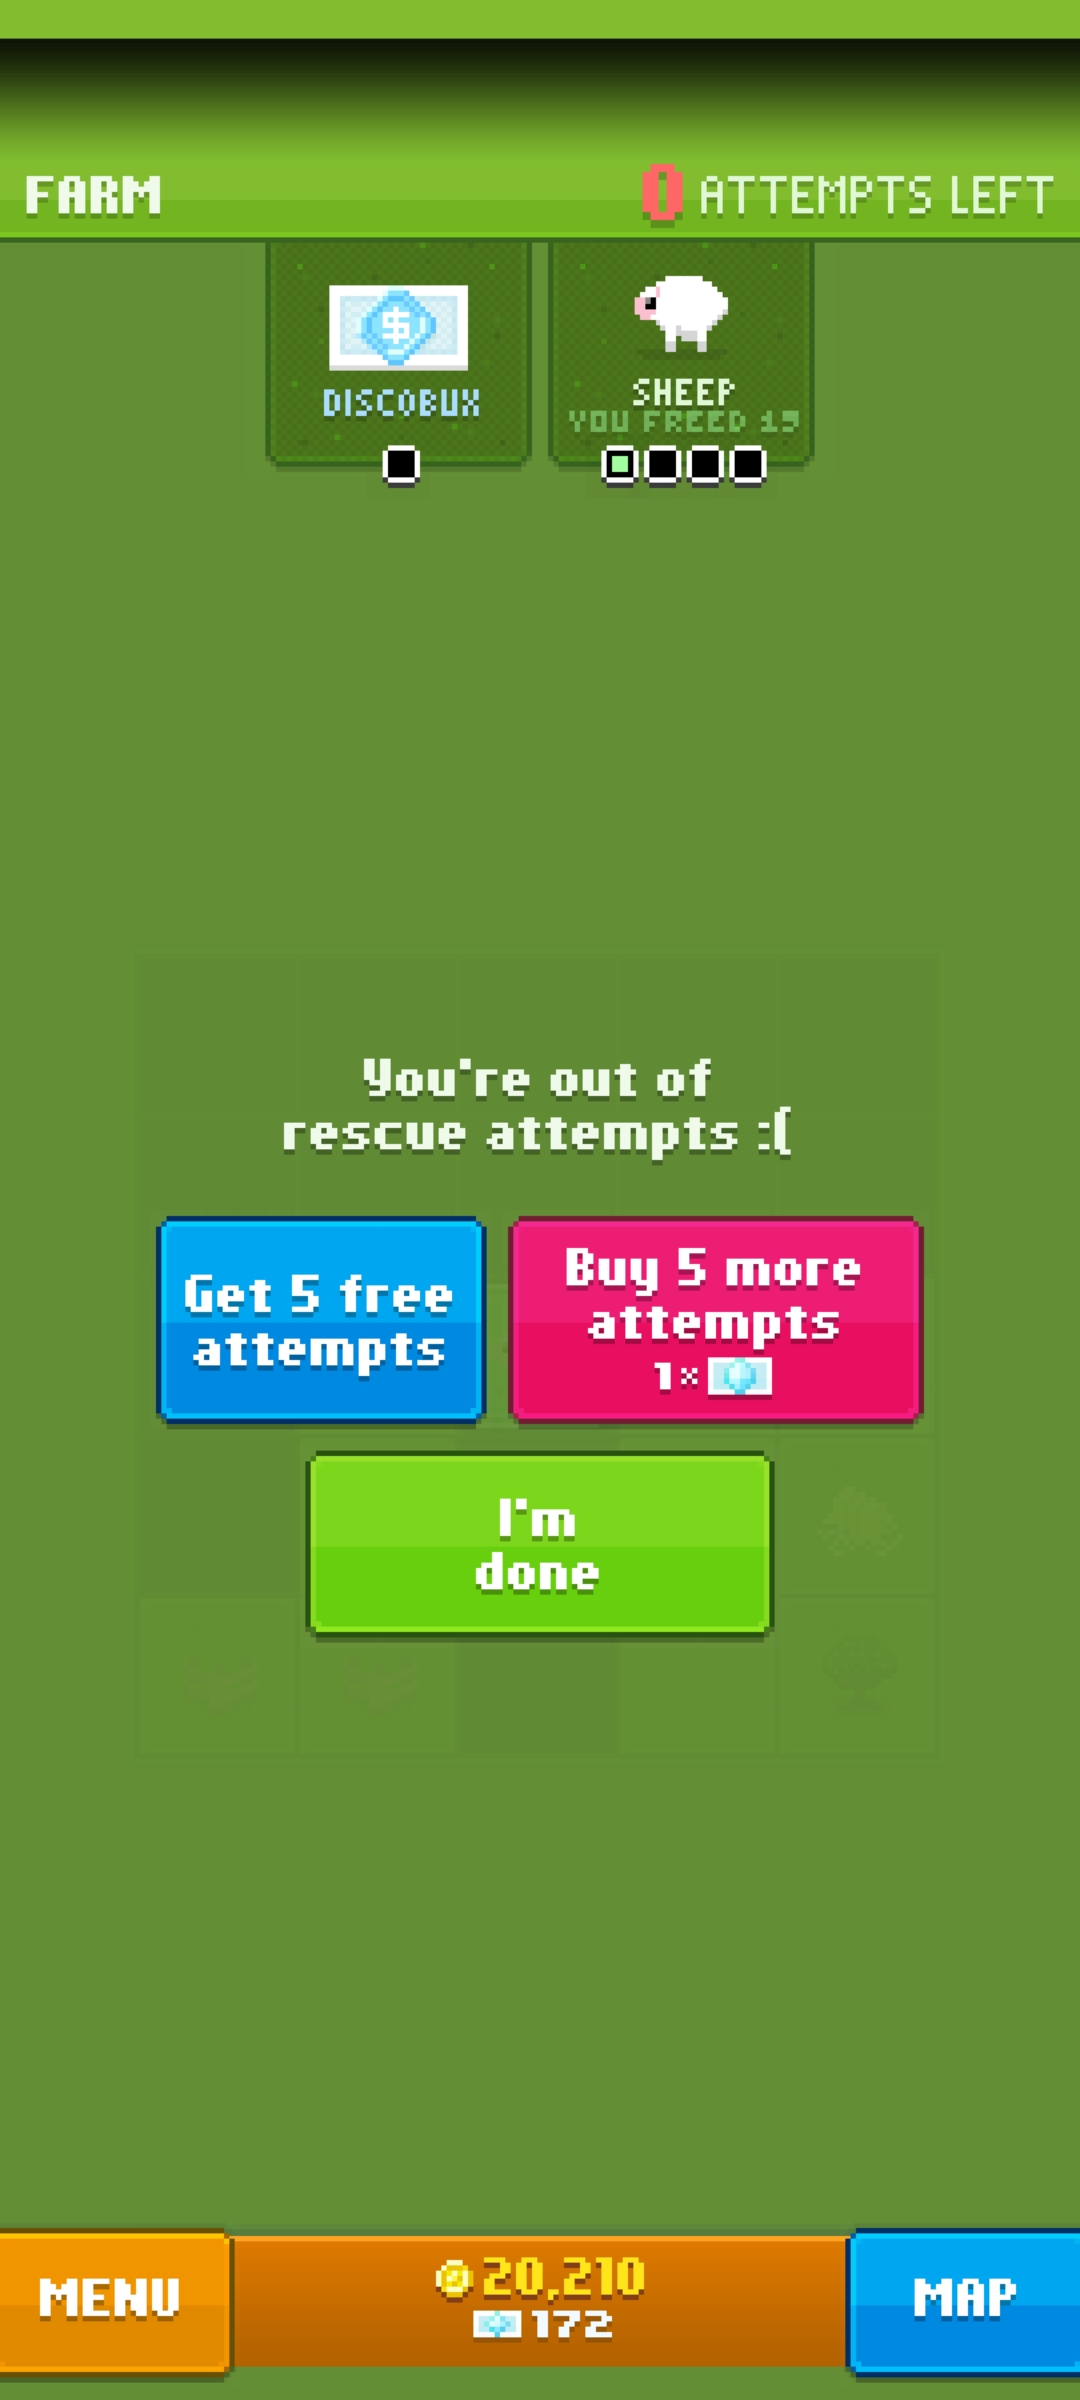 FARM
0 ATTEMPTS LEFT
$
DISCOBUX
SHEEP
YOU FREED 19
You're out of
rescue attempts :(
Get 5 free
attempts
Buy 5 more
attempts
1×
I'm
done
MENU
20,210
172
MAP